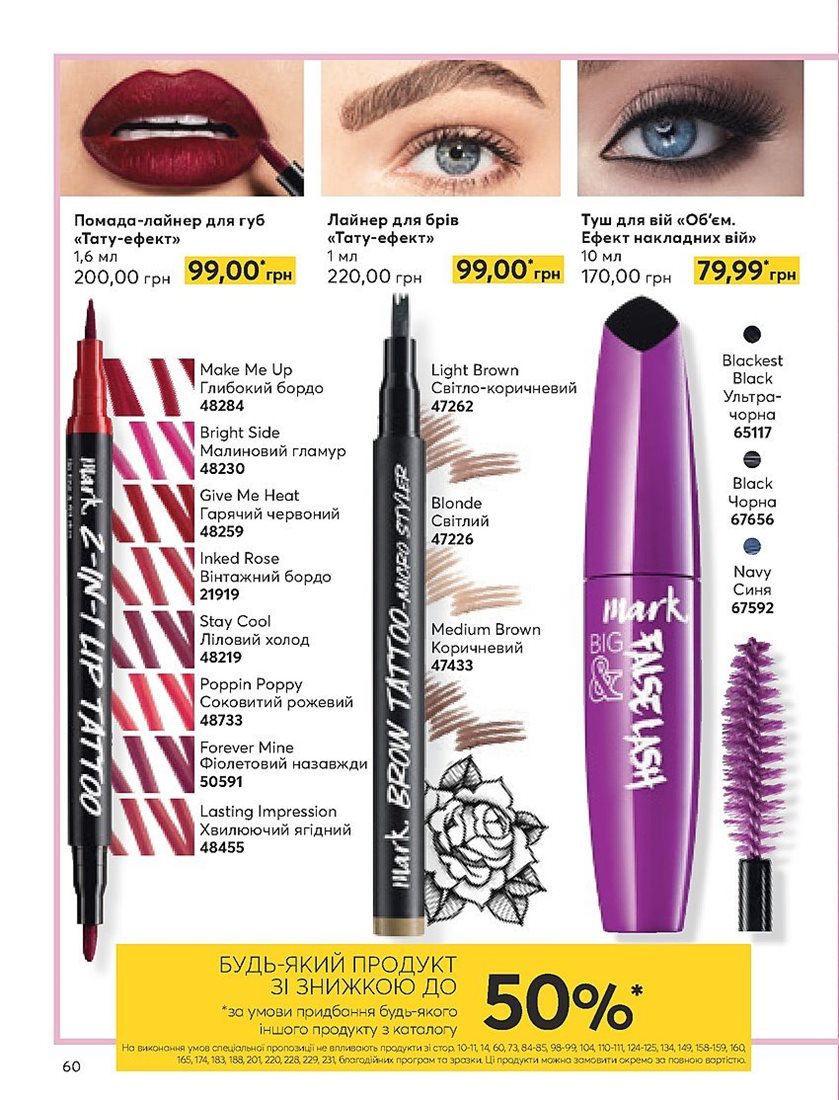 Помада-лайнер для губ
«Тату-ефект»
1,6 мл
200,00 грн
99,00* грн
Лайнер для брів
«Тату-ефект»
1 мл
220,00 грн
99,00* грн
Туш для вій «Об'єм.
Ефект накладних вій»
10 мл
170,00 грн
79,99* грн
Make Me Up
Глибокий бордо
48284
Bright Side
Малиновий гламур
48230
Give Me Heat
Гарячий червоний
48259
Inked Rose
Вінтажний бордо
21919
Stay Cool
Ліловий холод
48219
Poppin Poppy
Соковитий рожевий
48733
Forever Mine
Фіолетовий назавжди
50591
Lasting Impression
Хвилюючий ягідний
48455
mark. 2-IN-1 LIP TATTOO
Light Brown
Світло-коричневий
47262
Blonde
Світлий
47226
Medium Brown
Коричневий
47433
mark. BROW TATTOO-MICRO STYLER
mark.
BIG
&
FALSE LASH
Blackest
Black
Ультра-
чорна
65117
Black
Чорна
67656
Navy
Синя
67592
БУДЬ-ЯКИЙ ПРОДУКТ
ЗІ ЗНИЖКОЮ ДО
50%*
*за умови придбання будь-якого
іншого продукту з каталогу
На виконання умов спеціальної пропозиції не впливають продукти зі стор. 10-11, 14, 60, 73, 84-85, 98-99, 104, 110-111, 124-125, 134, 149, 158-159, 160,
165, 174, 183, 188, 201, 220, 228, 229, 231, благодійних програм та зразки. Ці продукти можна замовити окремо за повною вартістю.
60